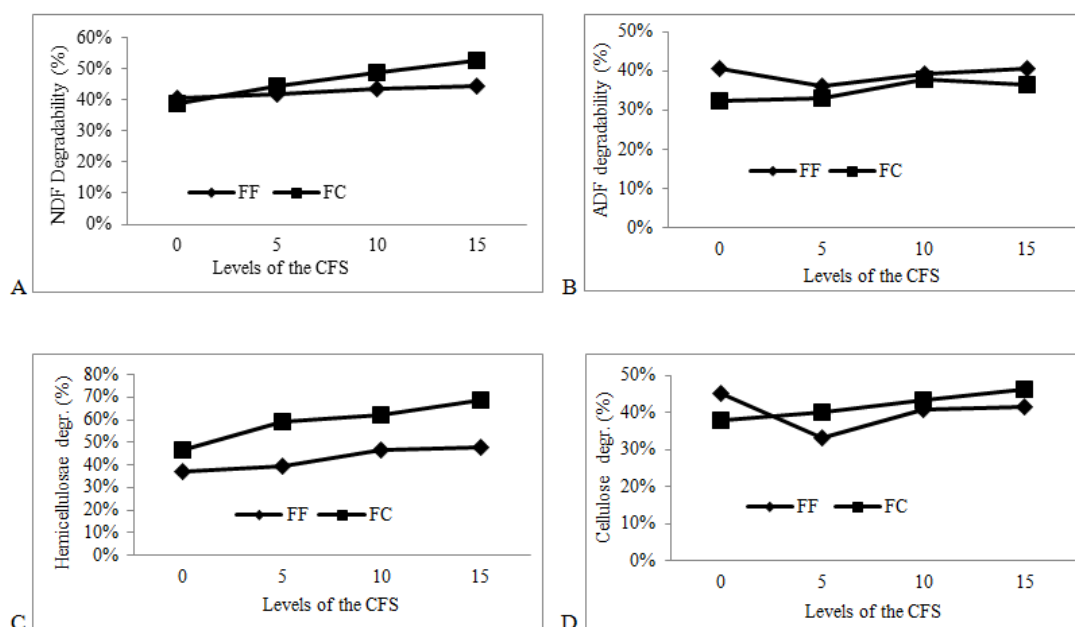 NDF Degradability (%)
60%
50%
40%
30%
20%
10%
0%
FF FC
0 5 10 15
Levels of the CFS
A
ADF degradability (%)
50%
40%
30%
20%
10%
0%
FF FC
0 5 10 15
Levels of the CFS
B
Hemicellulosae degr. (%)
80%
70%
60%
50%
40%
30%
20%
10%
0%
FF FC
0 5 10 15
Levels of the CFS
C
Cellulose degr. (%)
50%
40%
30%
20%
10%
0%
FF FC
0 5 10 15
Levels of the CFS
D